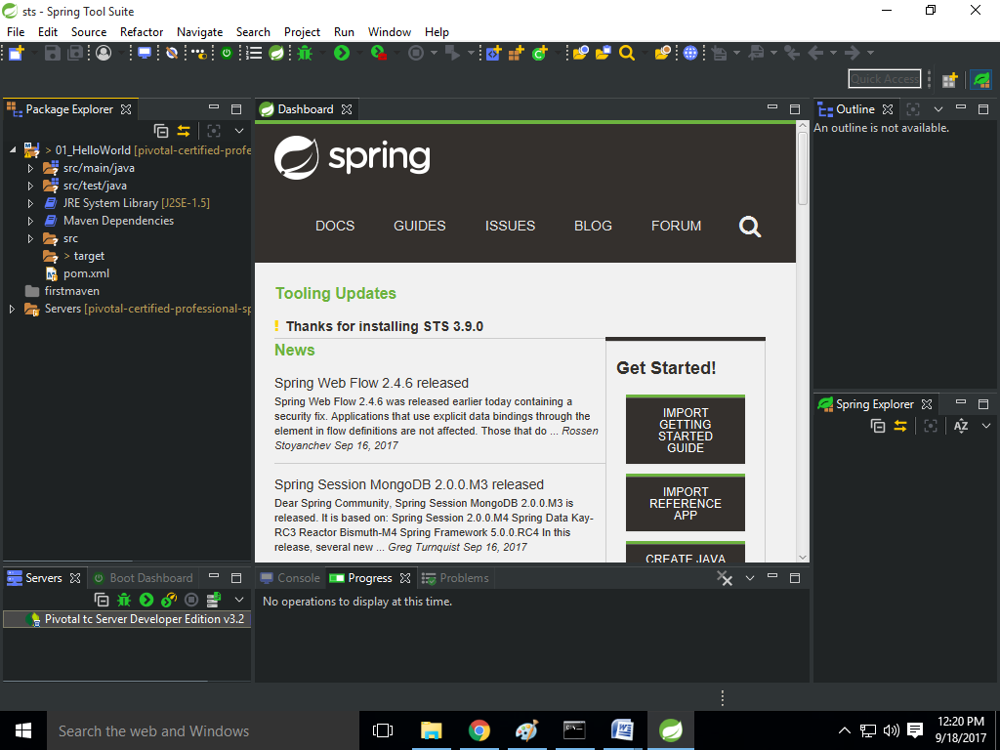 sts - Spring Tool Suite
File Edit Source Refactor Navigate Search Project Run Window Help
Quick Access
Package Explorer
> 01_HelloWorld [pivotal-certified-profe
src/main/java
src/test/java
JRE System Library [J2SE-1.5]
Maven Dependencies
src
> target
pom.xml
firstmaven
Servers [pivotal-certified-professional-sp
Dashboard
spring
DOCS GUIDES ISSUES BLOG FORUM
Tooling Updates
! Thanks for installing STS 3.9.0
News
Spring Web Flow 2.4.6 released
Spring Web Flow 2.4.6 was released earlier today containing a
security fix. Applications that use explicit data bindings through the
element in flow definitions are not affected. Those that do ... Rossen
Stoyanchev Sep 16, 2017
Spring Session MongoDB 2.0.0.M3 released
Dear Spring Community, Spring Session MongoDB 2.0.0.M3 is
released. It is based on: Spring Session 2.0.0.M4 Spring Data Kay-
RC3 Reactor Bismuth-M4 Spring Framework 5.0.0.RC4 In this
release, several new ... Greg Turnquist Sep 16, 2017
Get Started!
IMPORT
GETTING
STARTED
GUIDE
IMPORT
REFERENCE
APP
CREATE JAVA
Outline
An outline is not available.
Spring Explorer
Servers Boot Dashboard
Pivotal tc Server Developer Edition v3.2
Console Progress Problems
No operations to display at this time.
Search the web and Windows
12:20 PM
9/18/2017